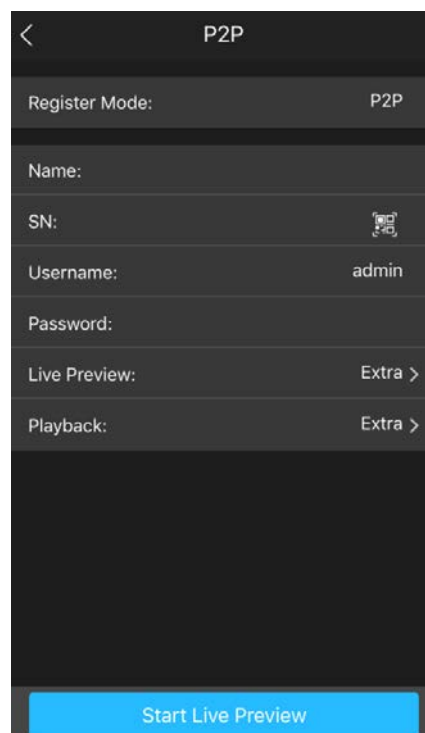 P2P
Register Mode: P2P
Name:
SN:
Username: admin
Password:
Live Preview: Extra >
Playback: Extra >
Start Live Preview